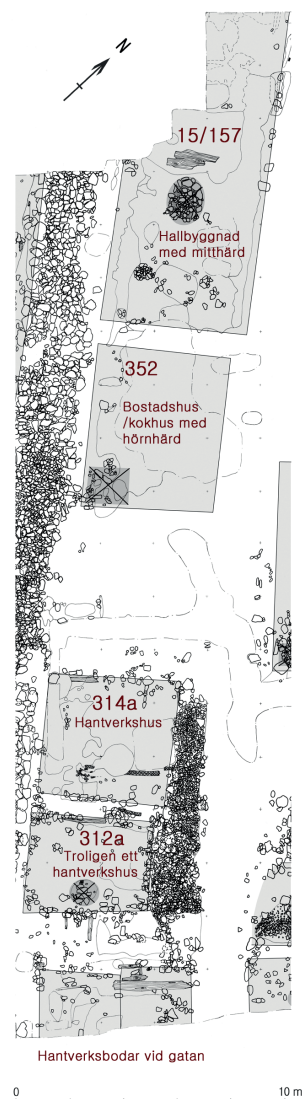 N
15/157
Hallbyggnad
med mitthärd
352
Bostadshus
/kokhus med
hörnhärd
314a
Hantverkshus
312a
Troligen ett
hantverkshus
Hantverksbodar vid gatan
0 10 m